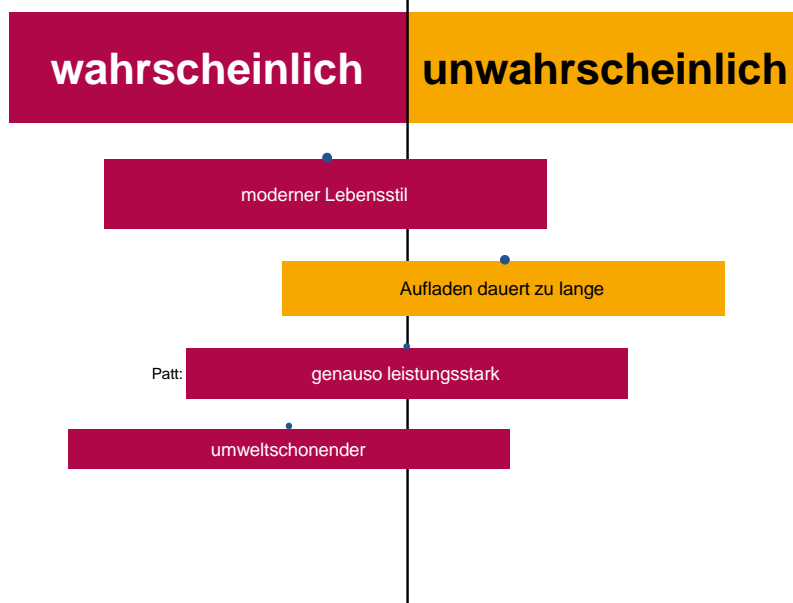 wahrscheinlich
unwahrscheinlich
moderner Lebensstil
Aufladen dauert zu lange
Patt:
genauso leistungsstark
umweltschonender